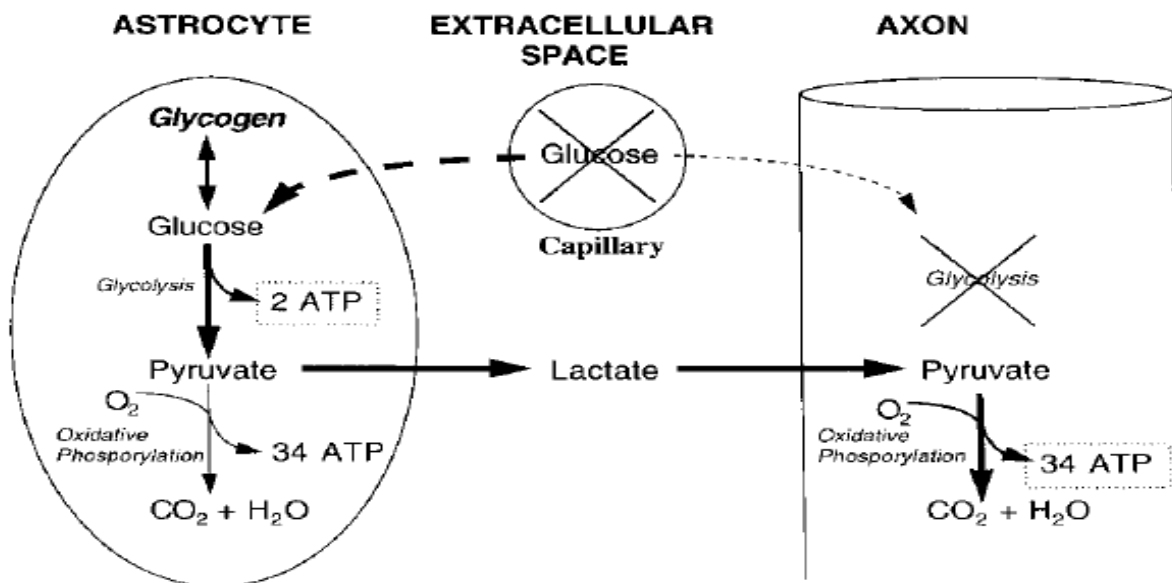 ASTROCYTE
EXTRACELLULAR
SPACE
AXON
Glycogen
Glucose
Glycolysis
2 ATP
Pyruvate
O₂
Oxidative
Phosporylation
34 ATP
CO₂ + H₂O
Glucose
Capillary
Lactate
Glycolysis
Pyruvate
O₂
Oxidative
Phosporylation
34 ATP
CO₂ + H₂O